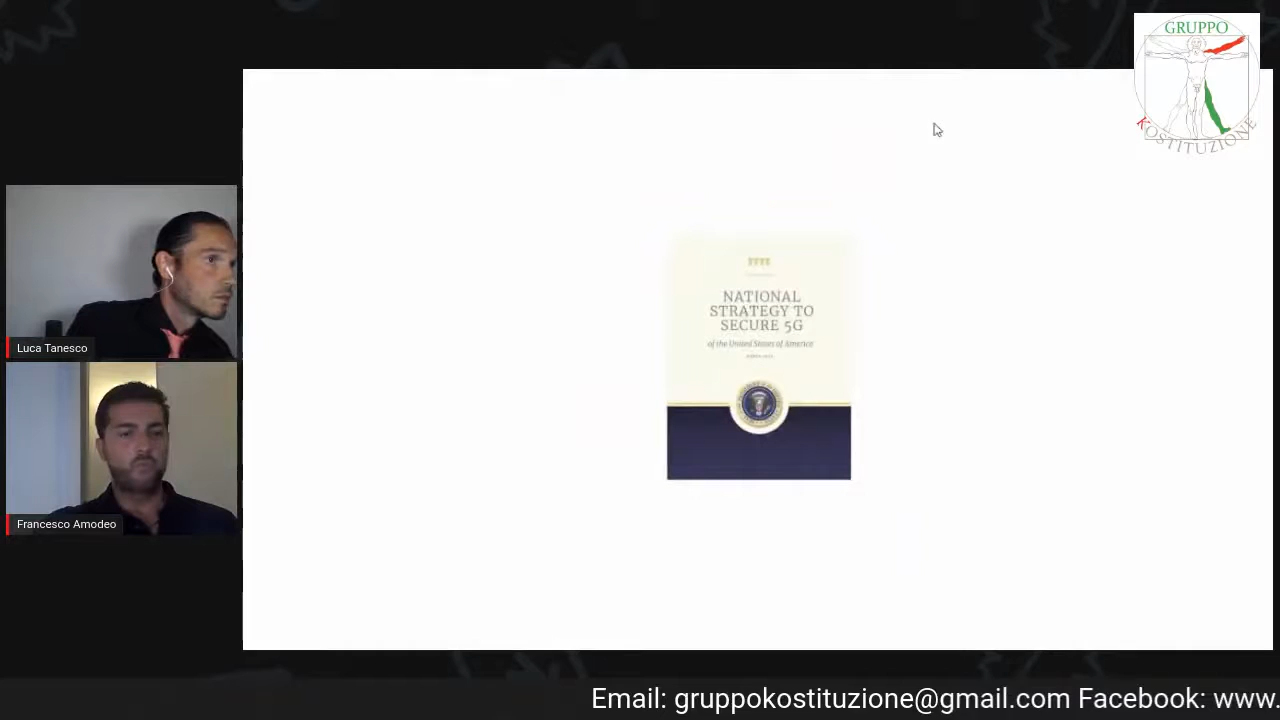 GRUPPO
KOSTITUZIONE
NATIONAL
STRATEGY TO
SECURE 5G
of the United States of America
Luca Tanesco
Francesco Amodeo
Email: gruppokostituzione@gmail.com Facebook: www.